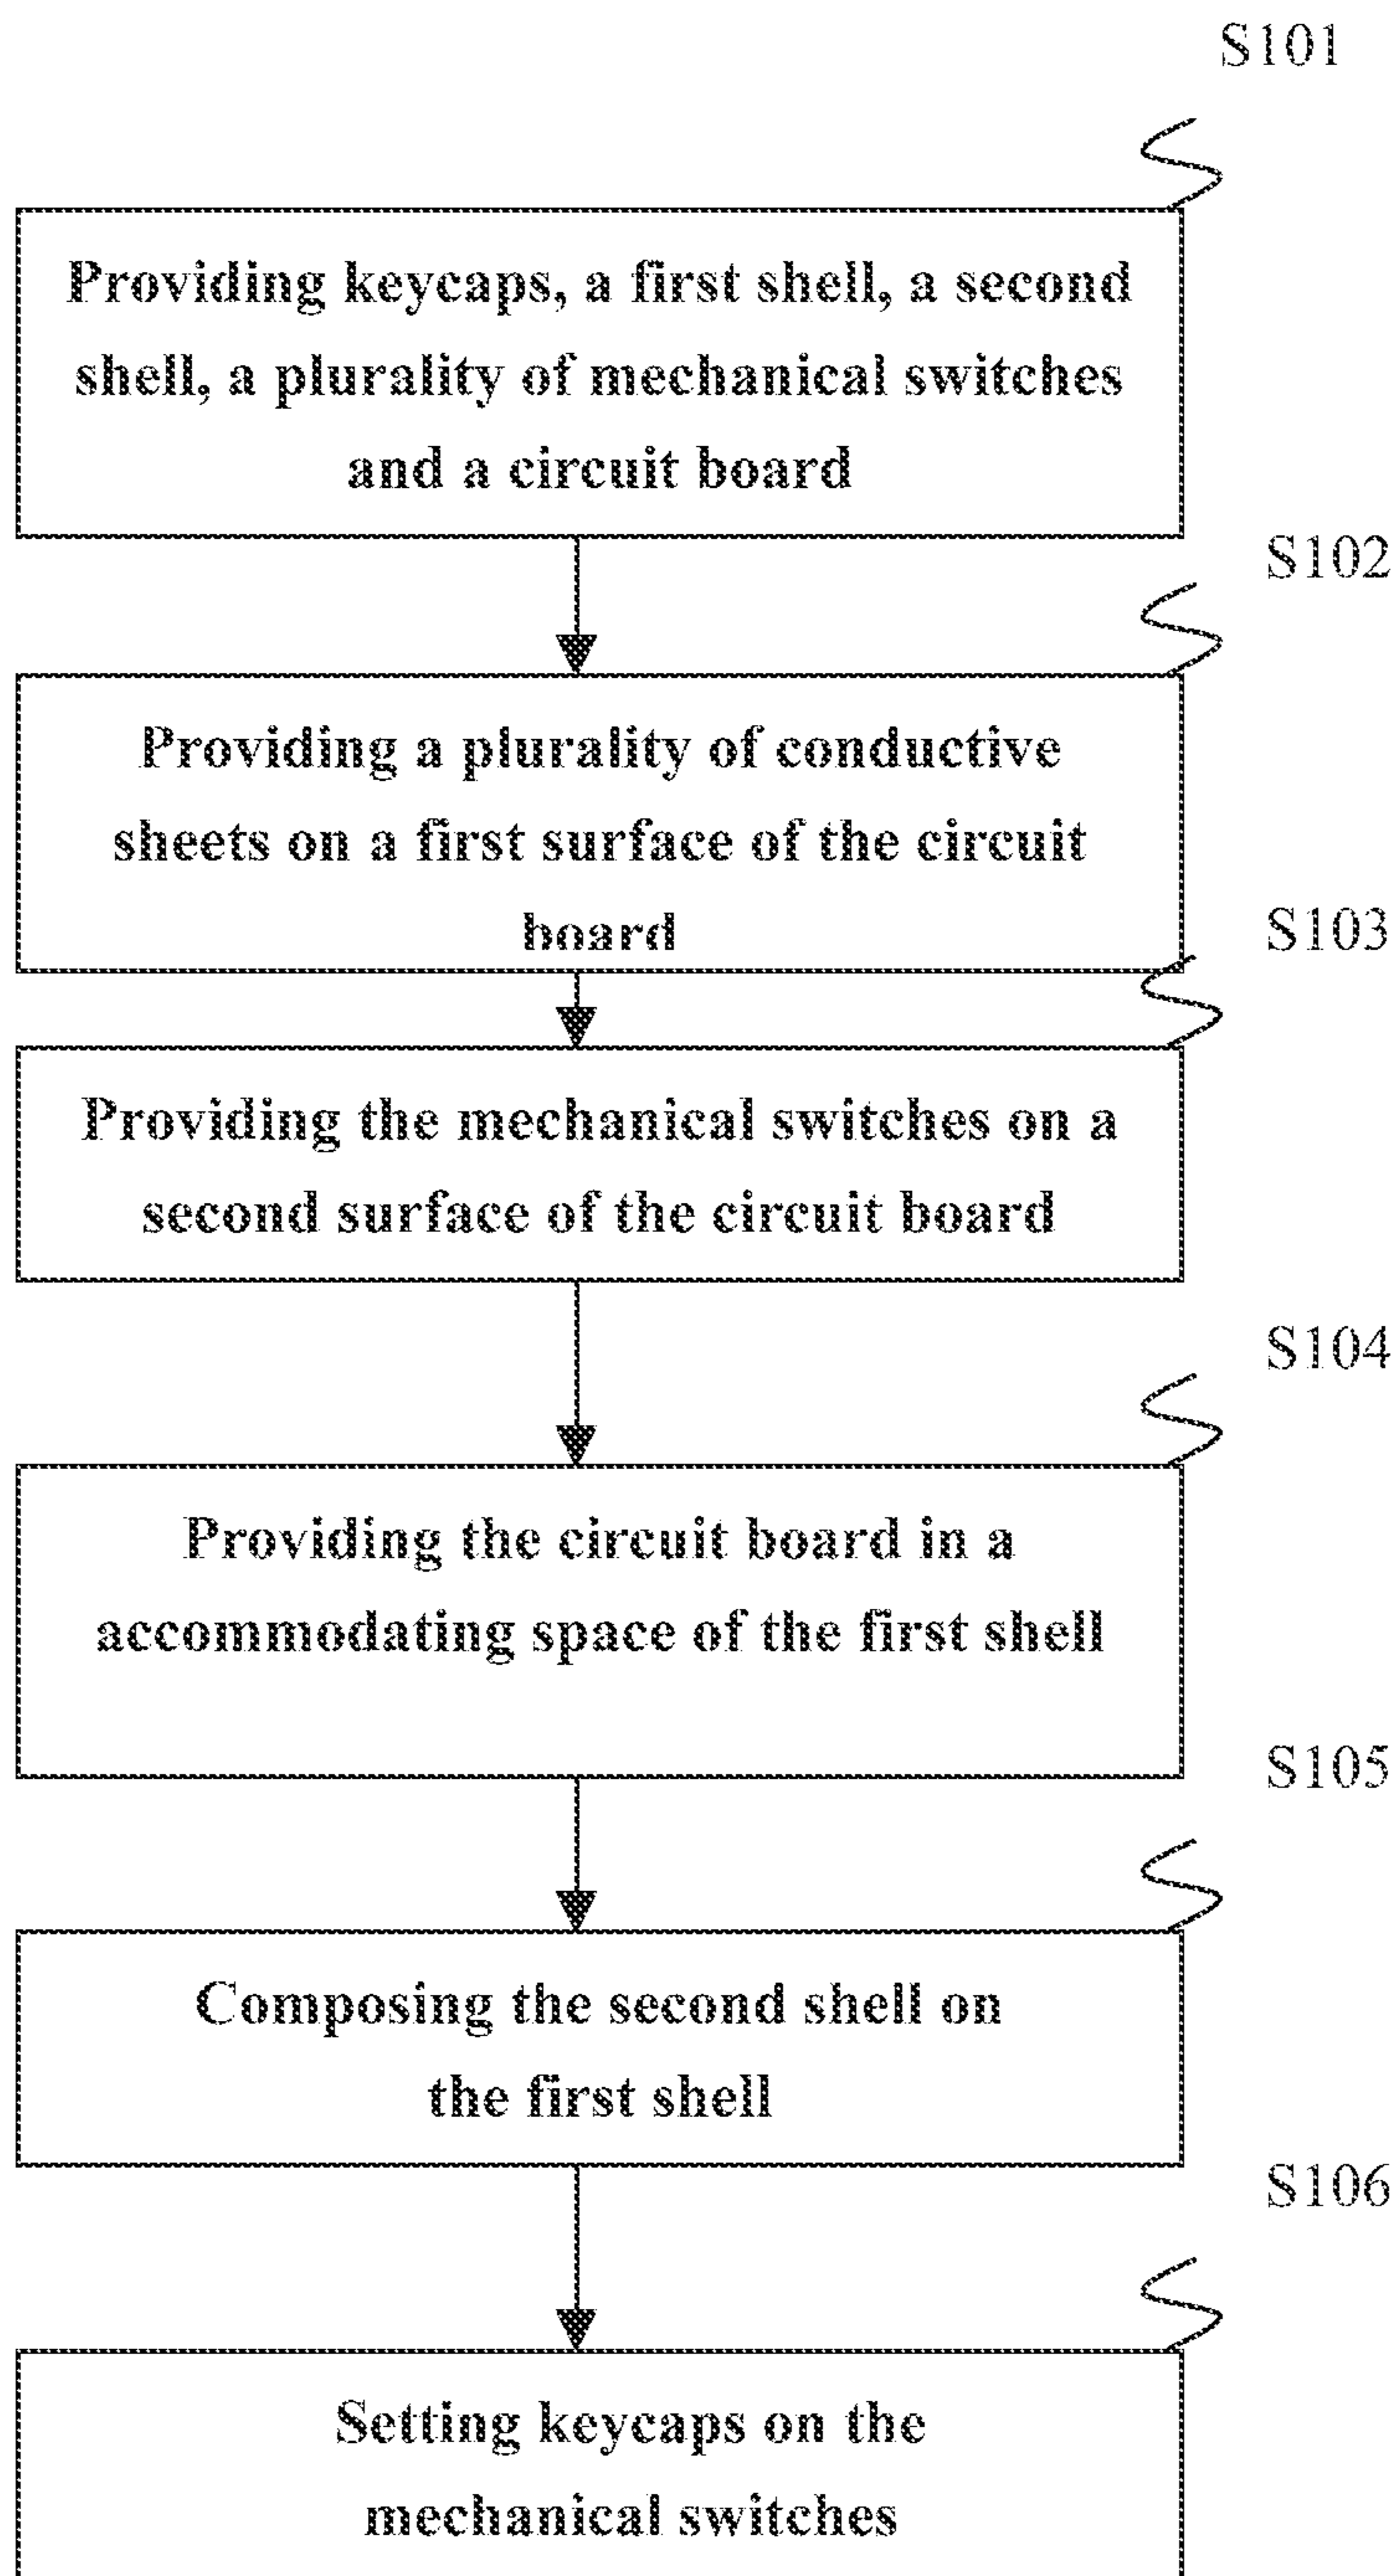 S101
Providing keycaps, a first shell, a second
shell, a plurality of mechanical switches
and a circuit board
S102
Providing a plurality of conductive
sheets on a first surface of the circuit
board
S103
Providing the mechanical switches on a
second surface of the circuit board
S104
Providing the circuit board in a
accommodating space of the first shell
S105
Composing the second shell on
the first shell
S106
Setting keycaps on the
mechanical switches